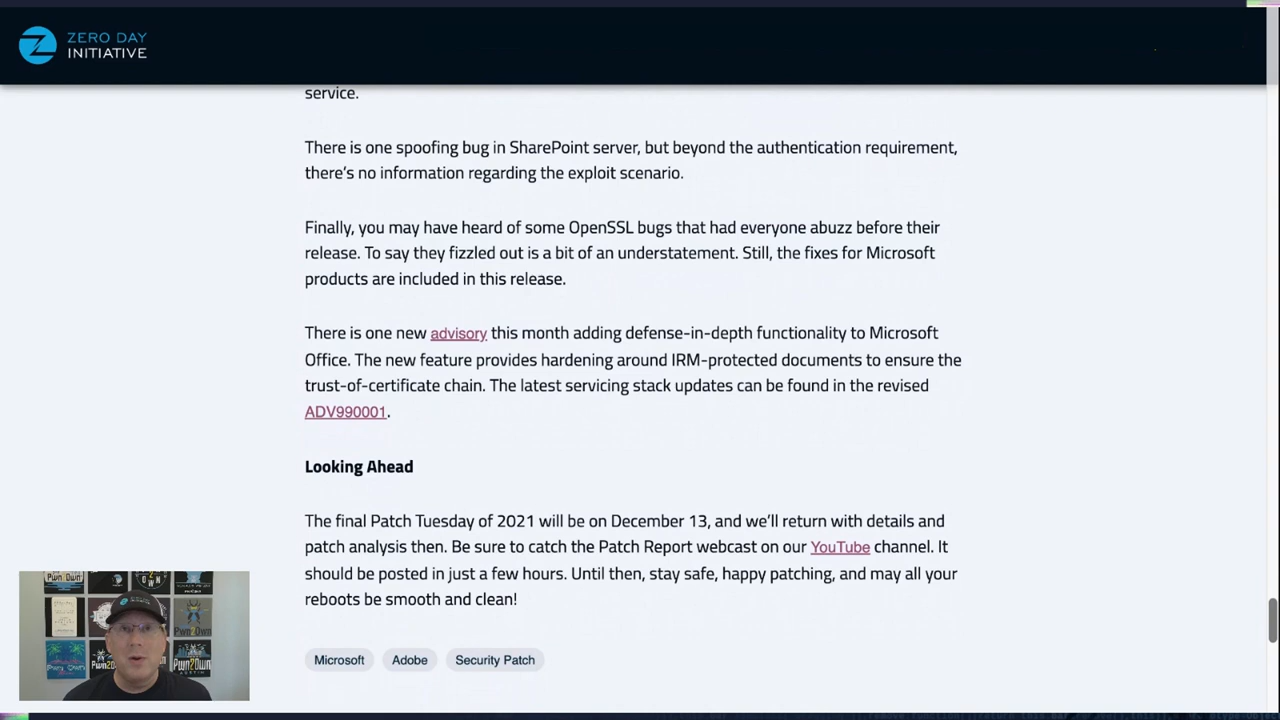 ZERO DAY
INITIATIVE
service.
There is one spoofing bug in SharePoint server, but beyond the authentication requirement,
there's no information regarding the exploit scenario.
Finally, you may have heard of some OpenSSL bugs that had everyone abuzz before their
release. To say they fizzled out is a bit of an understatement. Still, the fixes for Microsoft
products are included in this release.
There is one new advisory this month adding defense-in-depth functionality to Microsoft
Office. The new feature provides hardening around IRM-protected documents to ensure the
trust-of-certificate chain. The latest servicing stack updates can be found in the revised
ADV990001.
Looking Ahead
The final Patch Tuesday of 2021 will be on December 13, and we'll return with details and
patch analysis then. Be sure to catch the Patch Report webcast on our YouTube channel. It
should be posted in just a few hours. Until then, stay safe, happy patching, and may all your
reboots be smooth and clean!
Microsoft Adobe Security Patch
Pwn2Own